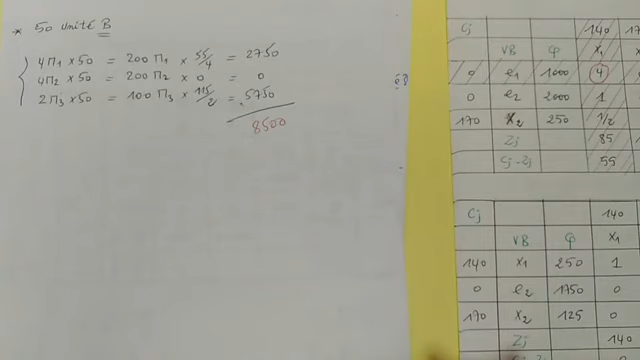 * 50 unité B
4Π1 x 50 = 200 Π1 x 55/4 = 2750
4Π2 x 50 = 200 Π2 x 0 = 0
2Π3 x 50 = 100 Π3 x 115/2 = 5750
8500
Cj 140
VB Q x1
0 e1 1000 4
0 e2 2000 1
170 x2 250 1/2
Zj 85
Cj-Zj 55
Cj 140
VB Q x1
140 x1 250 1
0 e2 1750 0
170 x2 125 0
Zj 140